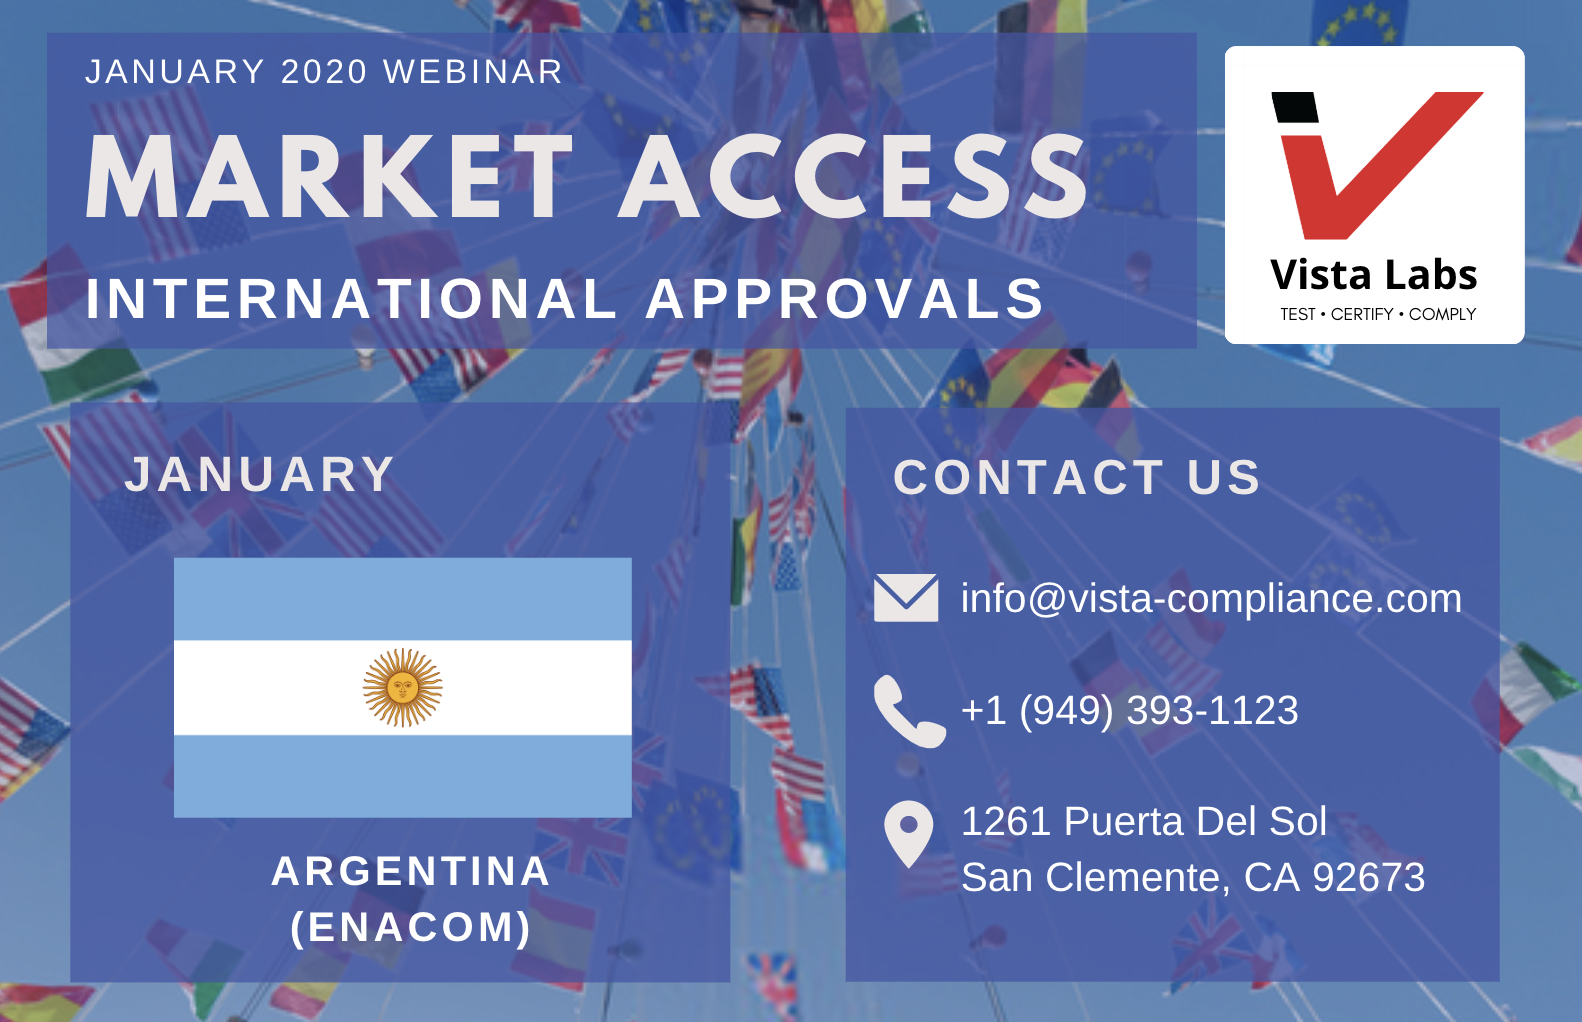 JANUARY 2020 WEBINAR
MARKET ACCESS
INTERNATIONAL APPROVALS
Vista Labs
TEST • CERTIFY • COMPLY
JANUARY
ARGENTINA
(ENACOM)
CONTACT US
info@vista-compliance.com
+1 (949) 393-1123
1261 Puerta Del Sol
San Clemente, CA 92673